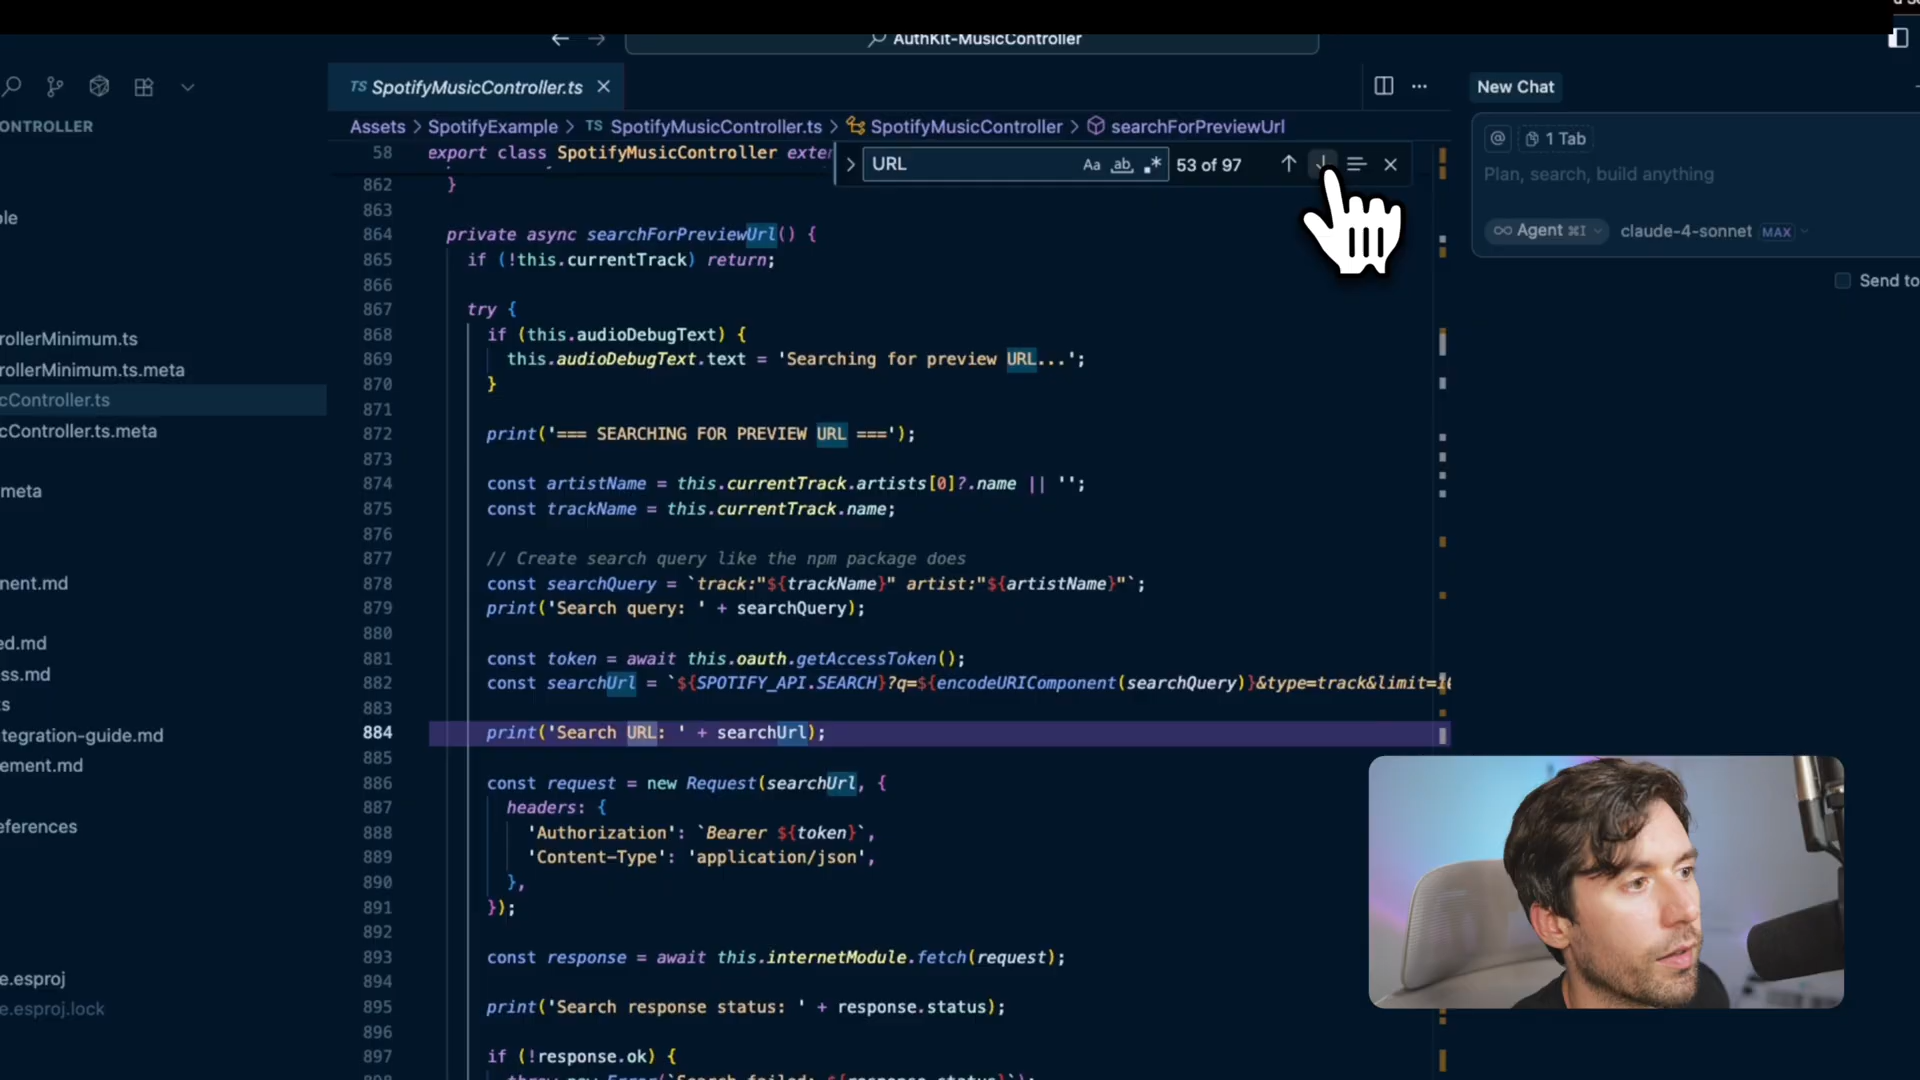 AuthKit-MusicController
TS SpotifyMusicController.ts
New Chat
ONTROLLER
Assets > SpotifyExample > TS SpotifyMusicController.ts > SpotifyMusicController > searchForPreviewUrl
@ 1 Tab
58 export class SpotifyMusicController exter
URL Aa ab .* 53 of 97
Plan, search, build anything
862 }
863
ple
864 private async searchForPreviewUrl() {
∞ Agent ⌘I claude-4-sonnet MAX
865 if (!this.currentTrack) return;
Send to
866
867 try {
868 if (this.audioDebugText) {
rollerMinimum.ts
869 this.audioDebugText.text = 'Searching for preview URL...';
rollerMinimum.ts.meta
870 }
cController.ts
871
872 print('=== SEARCHING FOR PREVIEW URL ===');
cController.ts.meta
873
874 const artistName = this.currentTrack.artists[0]?.name || '';
meta
875 const trackName = this.currentTrack.name;
876
877 // Create search query like the npm package does
878 const searchQuery = `track:"${trackName}" artist:"${artistName}"`;
nent.md
879 print('Search query: ' + searchQuery);
880
ed.md
881 const token = await this.oauth.getAccessToken();
ss.md
882 const searchUrl = `${SPOTIFY_API.SEARCH}?q=${encodeURIComponent(searchQuery)}&type=track&limit=1
883
s
884 print('Search URL: ' + searchUrl);
tegration-guide.md
885
ement.md
886 const request = new Request(searchUrl, {
887 headers: {
eferences
888 'Authorization': `Bearer ${token}`,
889 'Content-Type': 'application/json',
890 },
891 });
892
893 const response = await this.internetModule.fetch(request);
e.esproj
894
895 print('Search response status: ' + response.status);
e.esproj.lock
896
897 if (!response.ok) {